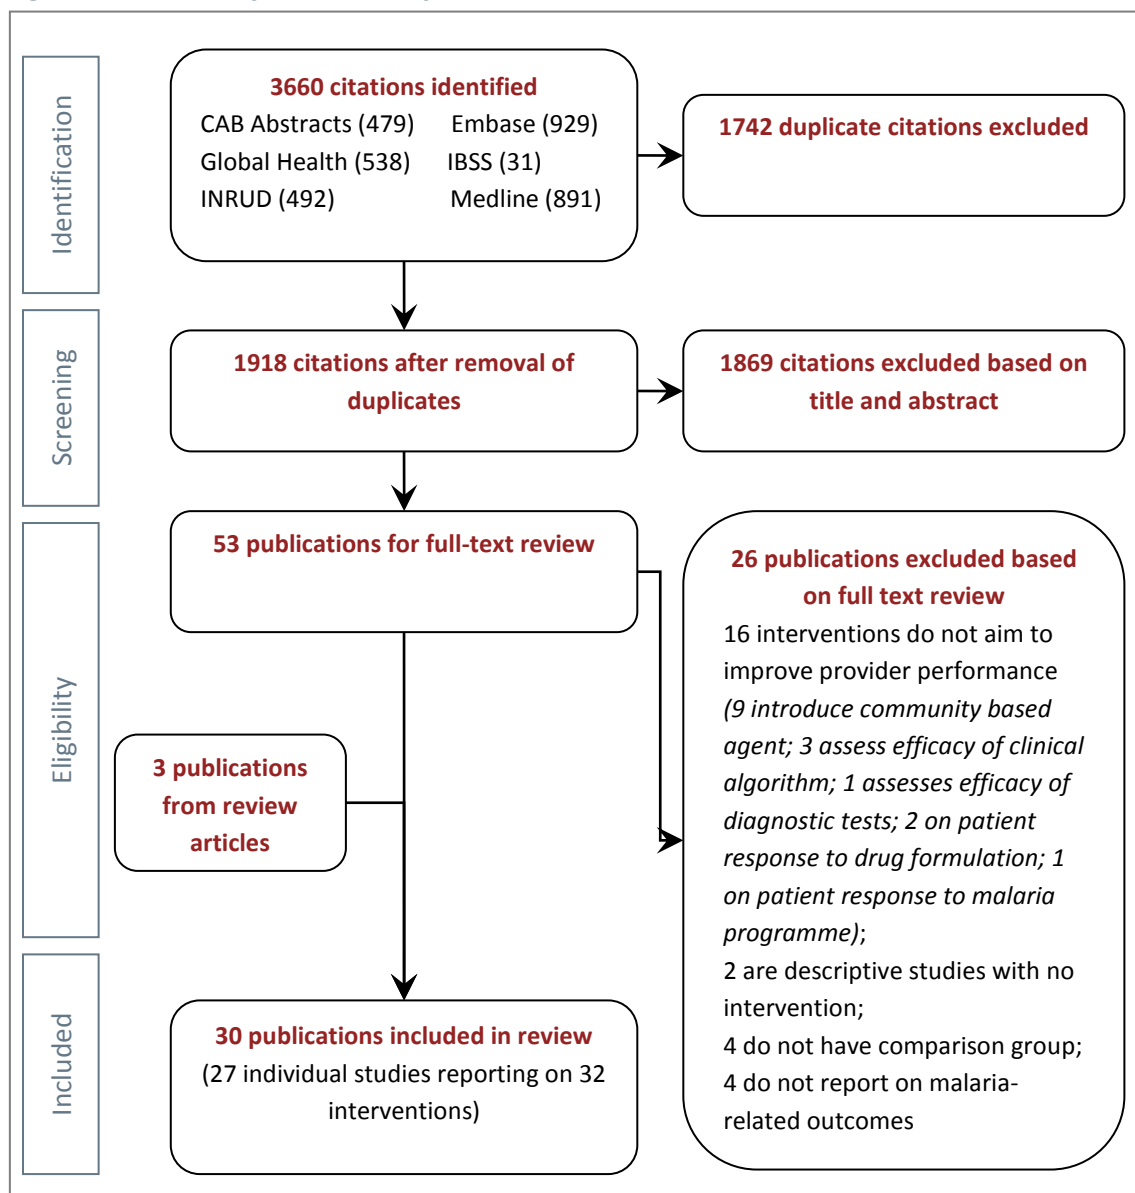 Identification
3660 citations identified
CAB Abstracts (479) Embase (929)
Global Health (538) IBSS (31)
INRUD (492) Medline (891)
1742 duplicate citations excluded
Screening
1918 citations after removal of
duplicates
1869 citations excluded based on
title and abstract
Eligibility
53 publications for full-text review
26 publications excluded based
on full text review
16 interventions do not aim to
improve provider performance
(9 introduce community based
agent; 3 assess efficacy of clinical
algorithm; 1 assesses efficacy of
diagnostic tests; 2 on patient
response to drug formulation; 1
on patient response to malaria
programme);
2 are descriptive studies with no
intervention;
4 do not have comparison group;
4 do not report on malaria-
related outcomes
3 publications
from review
articles
Included
30 publications included in review
(27 individual studies reporting on 32
interventions)